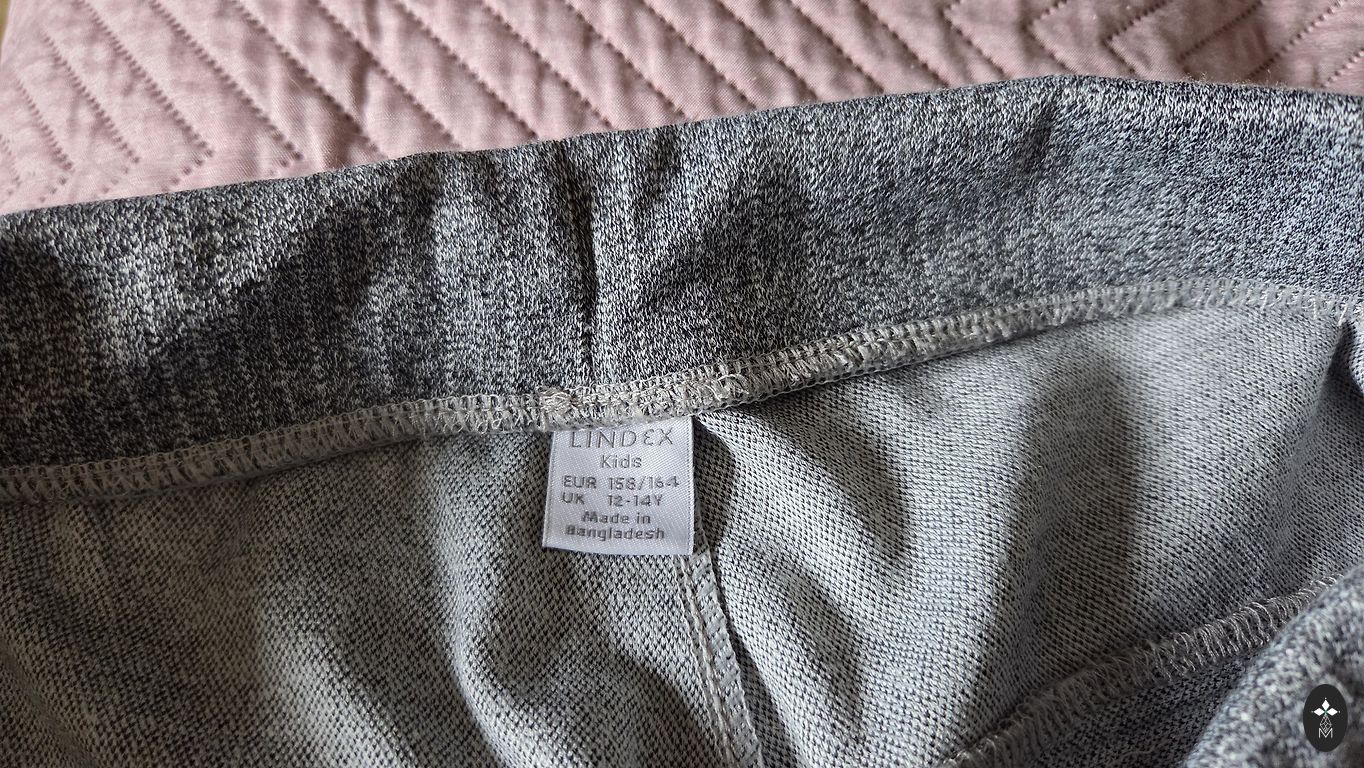 LINDEX
Kids
EUR 158/164
UK 12-14Y
Made in
Bangladesh
M